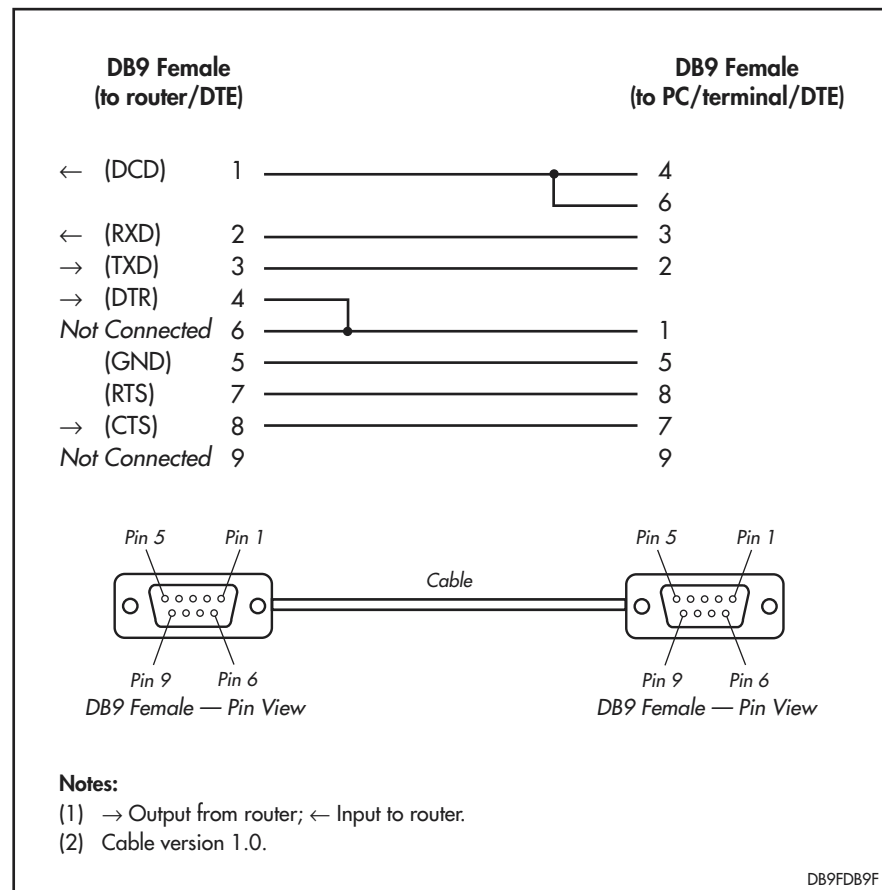 DB9 Female DB9 Female
(to router/DTE) (to PC/terminal/DTE)
← (DCD) 1 4
6
← (RXD) 2 3
→ (TXD) 3 2
→ (DTR) 4
Not Connected 6 1
(GND) 5 5
(RTS) 7 8
→ (CTS) 8 7
Not Connected 9 9
Pin 5 Pin 1 Pin 5 Pin 1
Cable
Pin 9 Pin 6 Pin 9 Pin 6
DB9 Female — Pin View DB9 Female — Pin View
Notes:
(1) → Output from router; ← Input to router.
(2) Cable version 1.0.
DB9FDB9F